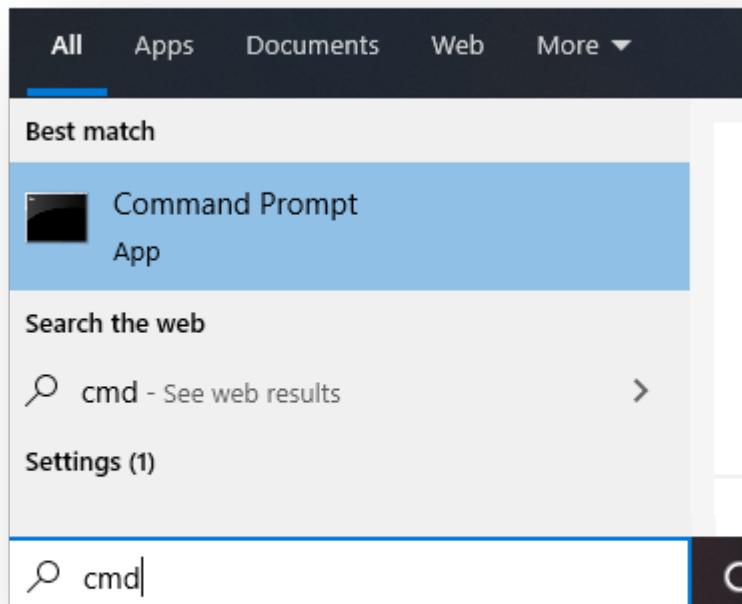 All Apps Documents Web More
Best match
Command Prompt
App
Search the web
cmd - See web results
Settings (1)
cmd